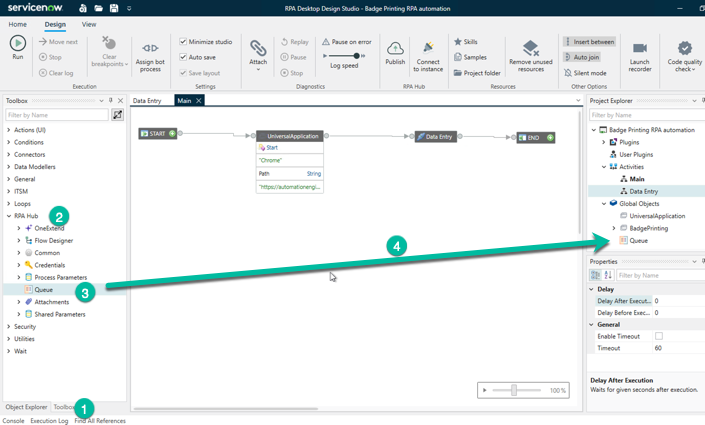 servicenow.
RPA Desktop Design Studio - Badge Printing RPA automation
Home Design View
Run
Move next
Stop
Clear log
Clear breakpoints
Assign bot process
Execution
Minimize studio
Auto save
Save layout
Settings
Attach
Replay
Pause
Stop
Pause on error
Log speed
Diagnostics
Publish
Connect to instance
RPA Hub
Skills
Samples
Project folder
Remove unused resources
Resources
Insert between
Auto join
Silent mode
Other Options
Launch recorder
Code quality check
Toolbox
Filter by Name
Actions (UI)
Conditions
Connectors
Data Modellers
General
ITSM
Loops
RPA Hub
2
OneExtend
Flow Designer
Common
Credentials
Process Parameters
Queue
3
Attachments
Shared Parameters
Security
Utilities
Wait
Object Explorer
Toolbox
1
Console Execution Log Find All References
Data Entry Main
START
UniversalApplication
Start
"Chrome"
Path String
"https://automationengi...
Data Entry
END
4
100 %
Project Explorer
Filter by Name
Badge Printing RPA automation
Plugins
User Plugins
Activities
Main
Data Entry
Global Objects
UniversalApplication
BadgePrinting
Queue
Properties
Filter by Name
Delay
Delay After Execut... 0
Delay Before Exec... 0
General
Enable Timeout
Timeout 60
Delay After Execution
Waits for given seconds after execution.